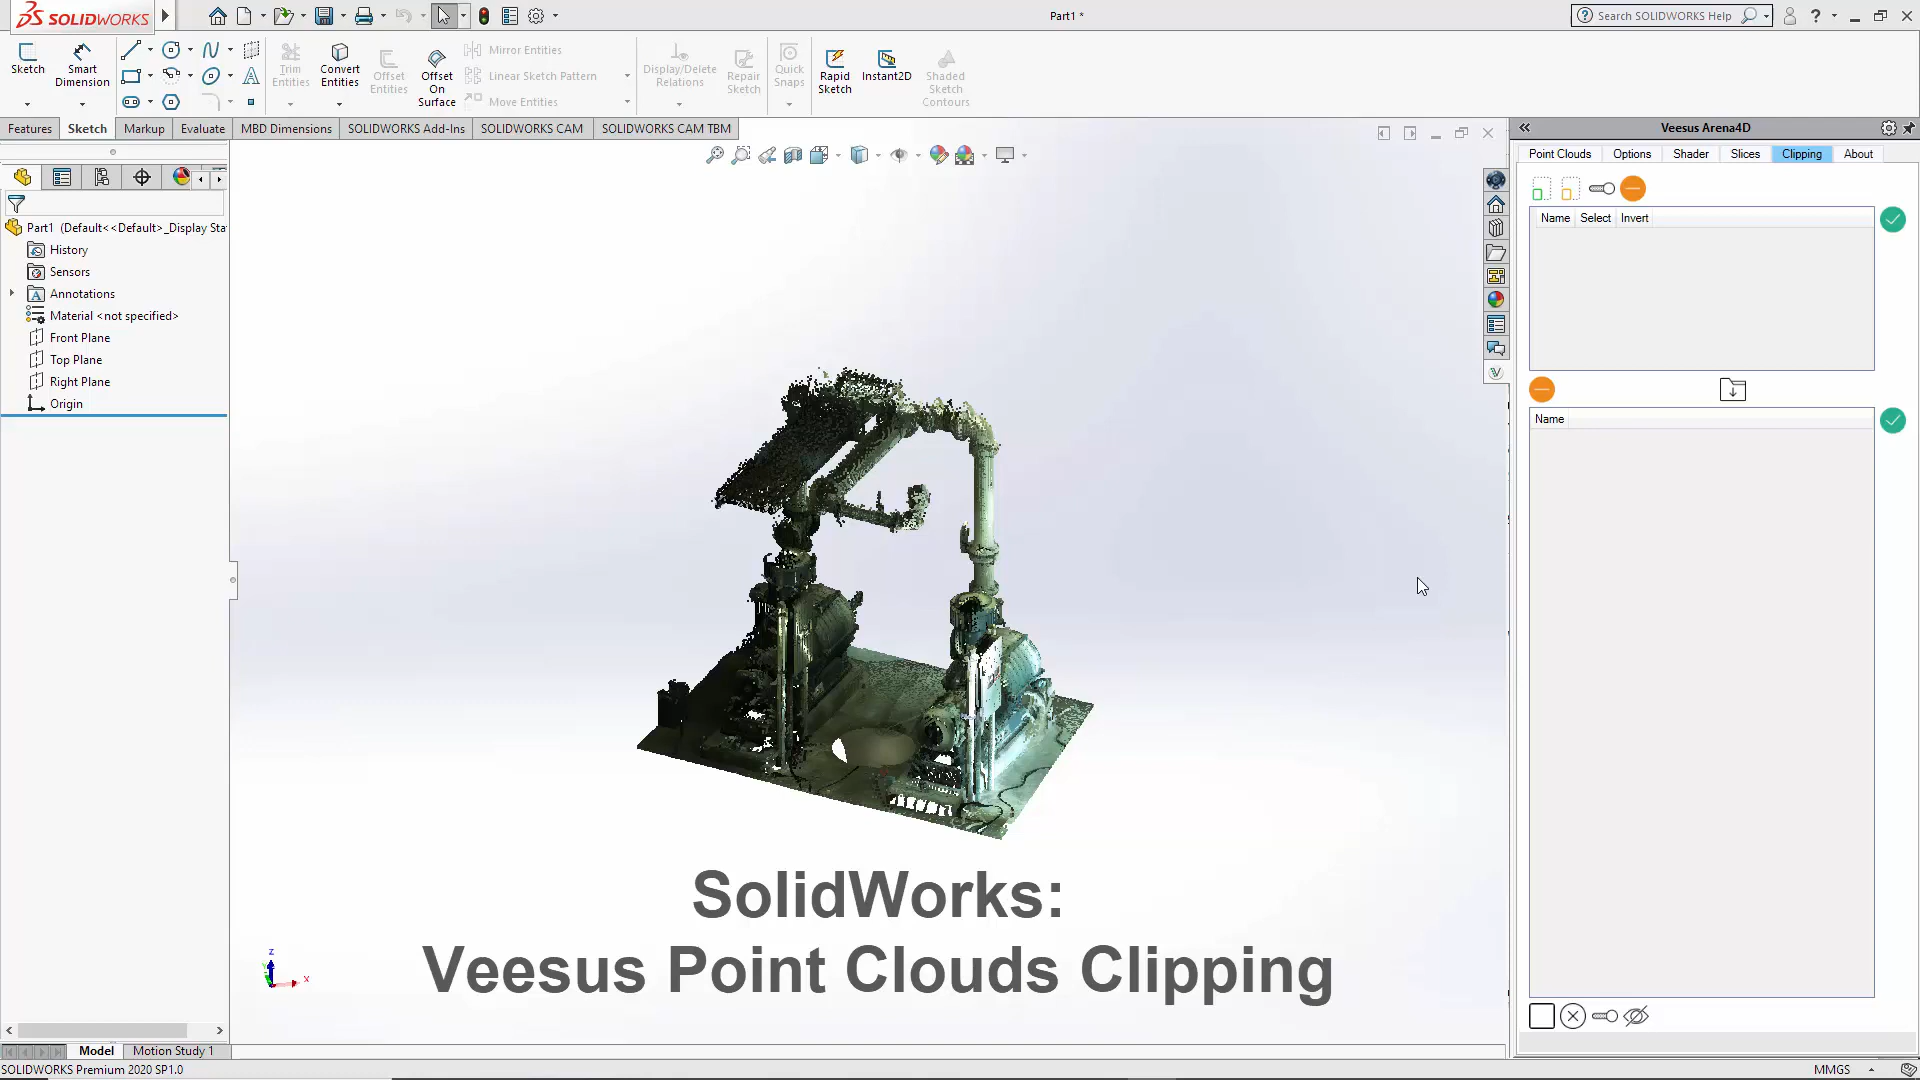 SOLIDWORKS
Part1 *
Search SOLIDWORKS Help
Sketch
Smart Dimension
Trim Entities
Convert Entities
Offset Entities
Offset On Surface
Mirror Entities
Linear Sketch Pattern
Move Entities
Display/Delete Relations
Repair Sketch
Quick Snaps
Rapid Sketch
Instant2D
Shaded Sketch Contours
Features
Sketch
Markup
Evaluate
MBD Dimensions
SOLIDWORKS Add-Ins
SOLIDWORKS CAM
SOLIDWORKS CAM TBM
Part1 (Default<<Default>_Display Sta
History
Sensors
Annotations
Material <not specified>
Front Plane
Top Plane
Right Plane
Origin
Veesus Arena4D
Point Clouds
Options
Shader
Slices
Clipping
About
Name Select Invert
Name
SolidWorks:
Veesus Point Clouds Clipping
Z
X
Model
Motion Study 1
SOLIDWORKS Premium 2020 SP1.0
MMGS